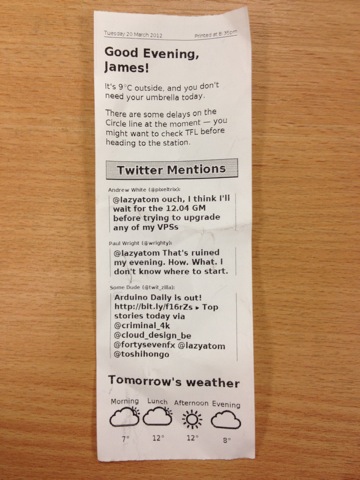 Tuesday 20 March 2012
Printed at 6:
Good Evening,
James!
It's 9°C outside, and you don't
need your umbrella today.
There are some delays on the
Circle line at the moment — you
might want to check TFL before
heading to the station.
Twitter Mentions
Andrew White (@pixeltrix):
@lazyatom ouch, I think I'll
wait for the 12.04 GM
before trying to upgrade
any of my VPSs
Paul Wright (@wrighty):
@lazyatom That's ruined
my evening. How. What. I
don't know where to start.
Some Dude (@twit_zilla):
Arduino Daily is out!
http://bit.ly/f16rZs ▸ Top
stories today via
@criminal_4k
@cloud_design_be
@fortysevenfx @lazyatom
@toshihongo
Tomorrow's weather
Morning Lunch Afternoon Evening
7° 12° 12° 8°